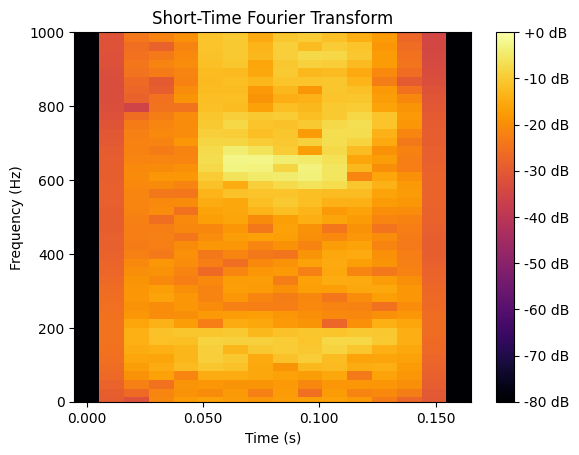 Short-Time Fourier Transform
Frequency (Hz)
1000
800
600
400
200
0
0.000
0.050
0.100
0.150
Time (s)
+0 dB
-10 dB
-20 dB
-30 dB
-40 dB
-50 dB
-60 dB
-70 dB
-80 dB